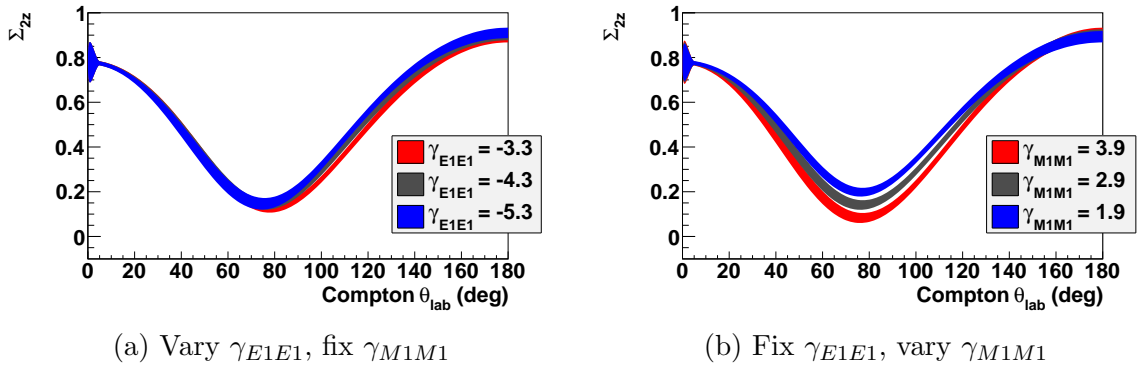 Σ2z
1
0.8
0.6
0.4
0.2
0
0 20 40 60 80 100 120 140 160 180
Compton θlab (deg)
γE1E1 = -3.3
γE1E1 = -4.3
γE1E1 = -5.3
(a) Vary γE1E1, fix γM1M1
Σ2z
1
0.8
0.6
0.4
0.2
0
0 20 40 60 80 100 120 140 160 180
Compton θlab (deg)
γM1M1 = 3.9
γM1M1 = 2.9
γM1M1 = 1.9
(b) Fix γE1E1, vary γM1M1